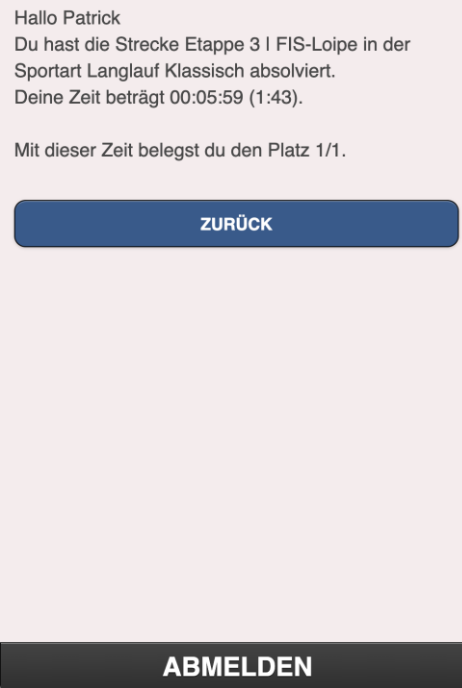 Hallo Patrick
Du hast die Strecke Etappe 3 | FIS-Loipe in der
Sportart Langlauf Klassisch absolviert.
Deine Zeit beträgt 00:05:59 (1:43).
Mit dieser Zeit belegst du den Platz 1/1.
ZURÜCK
ABMELDEN